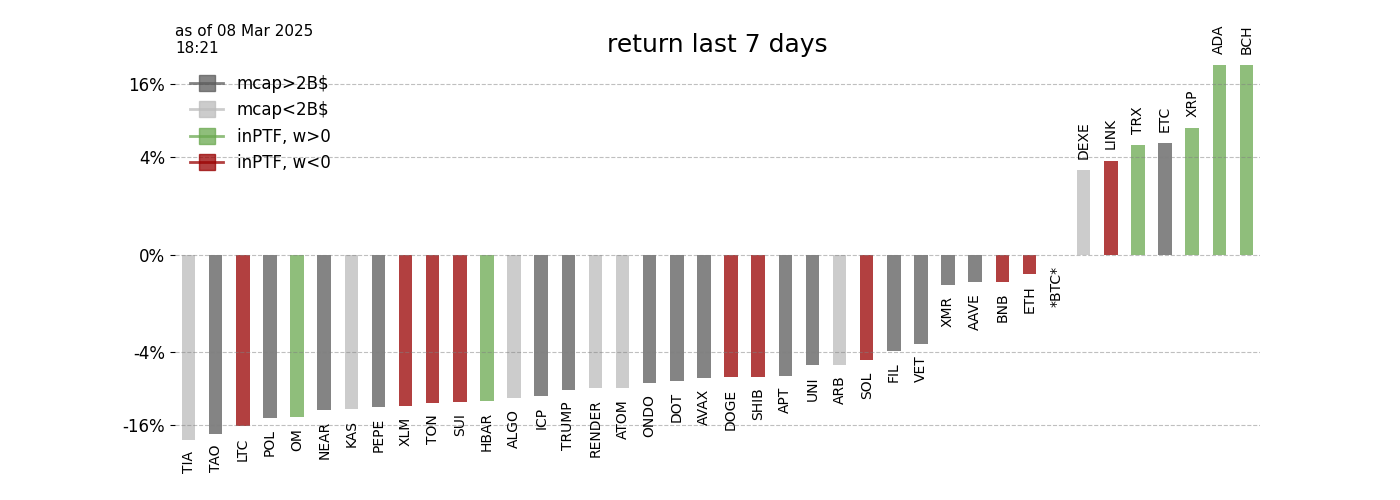 as of 08 Mar 2025
18:21
return last 7 days
mcap>2B$
mcap<2B$
inPTF, w>0
inPTF, w<0
16%
4%
0%
-4%
-16%
TIA
TAO
LTC
POL
OM
NEAR
KAS
PEPE
XLM
TON
SUI
HBAR
ALGO
ICP
TRUMP
RENDER
ATOM
ONDO
DOT
AVAX
DOGE
SHIB
APT
UNI
ARB
SOL
FIL
VET
XMR
AAVE
BNB
ETH
*BTC*
DEXE
LINK
TRX
ETC
XRP
ADA
BCH